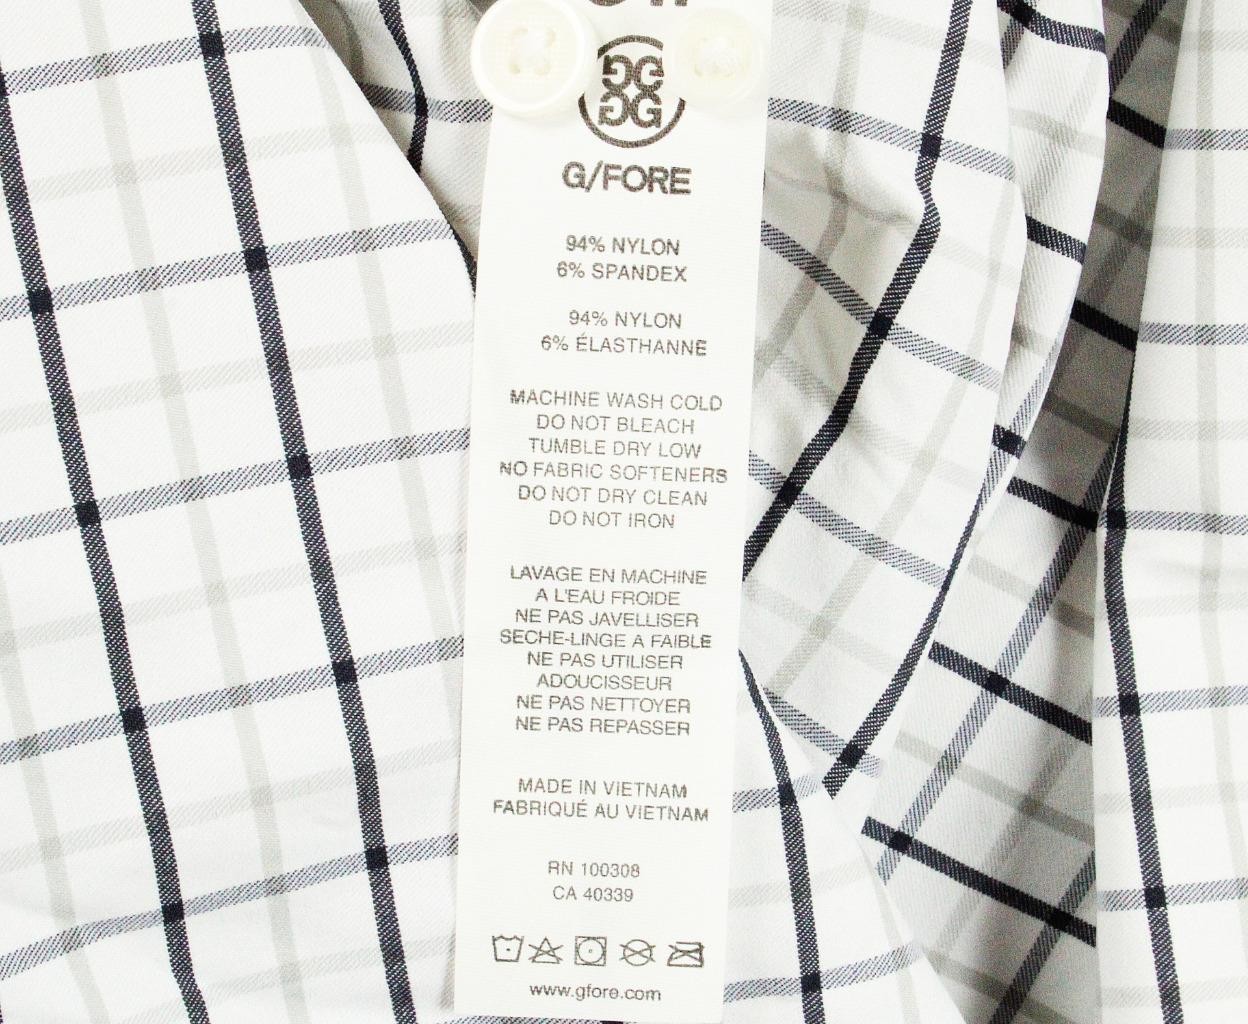 G/FORE
94% NYLON
6% SPANDEX
94% NYLON
6% ÉLASTHANNE
MACHINE WASH COLD
DO NOT BLEACH
TUMBLE DRY LOW
NO FABRIC SOFTENERS
DO NOT DRY CLEAN
DO NOT IRON
LAVAGE EN MACHINE
A L'EAU FROIDE
NE PAS JAVELLISER
SECHE-LINGE A FAIBLE
NE PAS UTILISER
ADOUCISSEUR
NE PAS NETTOYER
NE PAS REPASSER
MADE IN VIETNAM
FABRIQUÉ AU VIETNAM
RN 100308
CA 40339
www.gfore.com